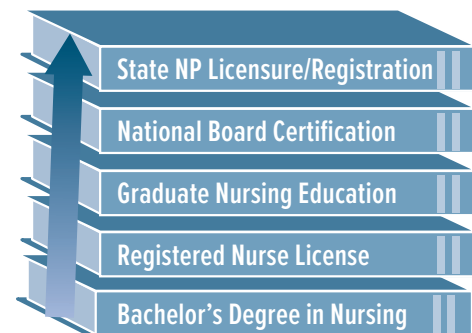 State NP Licensure/Registration
National Board Certification
Graduate Nursing Education
Registered Nurse License
Bachelor’s Degree in Nursing